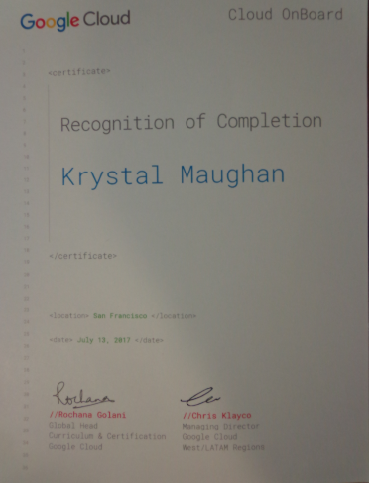 Google Cloud
Cloud OnBoard
<certificate>
Recognition of Completion
Krystal Maughan
</certificate>
<location> San Francisco </location>
<date> July 13, 2017 </date>
Rochana
//Rochana Golani
Global Head
Curriculum & Certification
Google Cloud
//Chris Klayco
Managing Director
Google Cloud
West/LATAM Regions